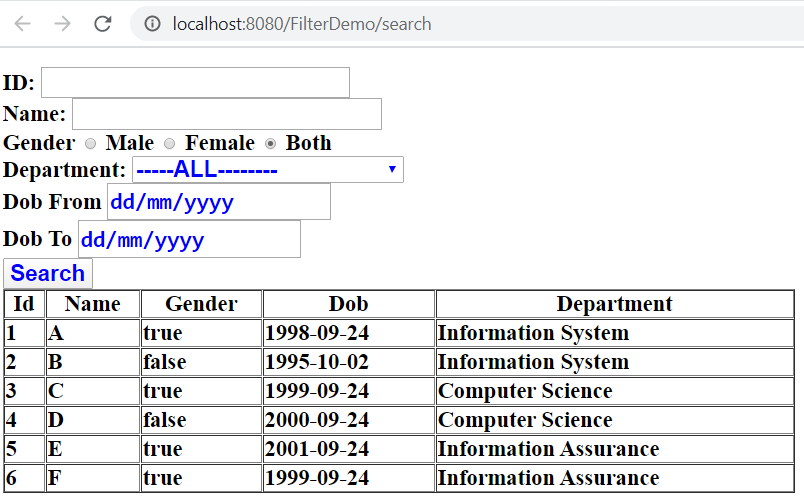 localhost:8080/FilterDemo/search
ID:
Name:
Gender Male Female Both
Department: -----ALL--------
Dob From dd/mm/yyyy
Dob To dd/mm/yyyy
Search
Id Name Gender Dob Department
1 A true 1998-09-24 Information System
2 B false 1995-10-02 Information System
3 C true 1999-09-24 Computer Science
4 D false 2000-09-24 Computer Science
5 E true 2001-09-24 Information Assurance
6 F true 1999-09-24 Information Assurance